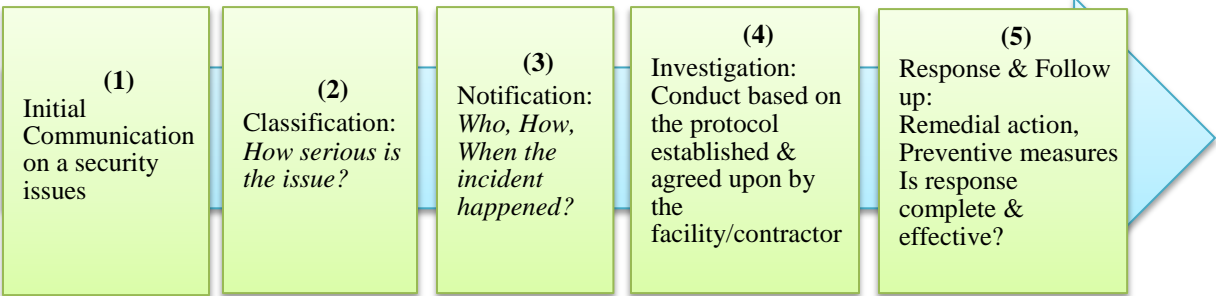 (1)
Initial
Communication
on a security
issues
(2)
Classification:
How serious is
the issue?
(3)
Notification:
Who, How,
When the
incident
happened?
(4)
Investigation:
Conduct based on
the protocol
established &
agreed upon by
the
facility/contractor
(5)
Response & Follow
up:
Remedial action,
Preventive measures
Is response
complete &
effective?